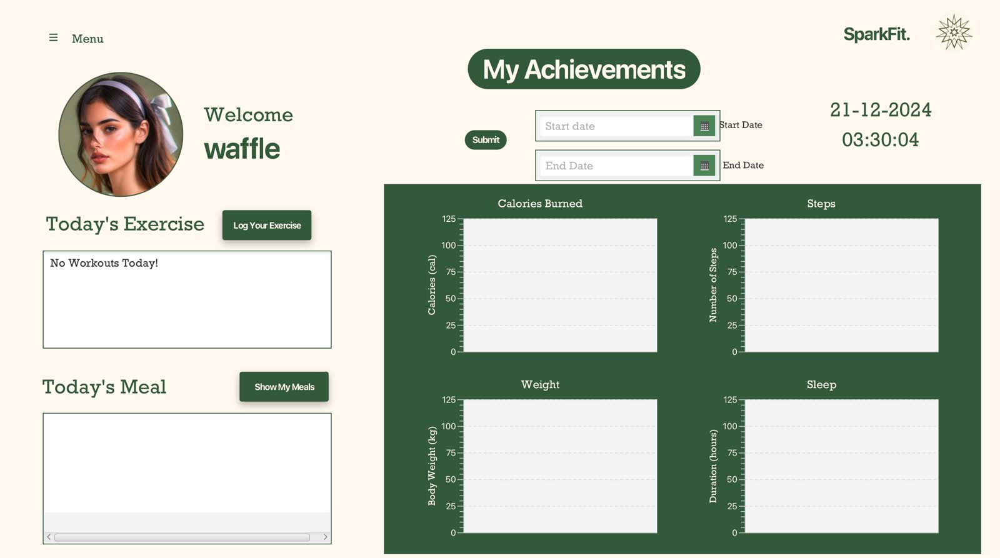 ☰ Menu
SparkFit.
My Achievements
Welcome
waffle
21-12-2024
03:30:04
Submit
Start date
Start Date
End Date
End Date
Today's Exercise
Log Your Exercise
No Workouts Today!
Today's Meal
Show My Meals
Calories Burned
Calories (cal)
125
100
75
50
25
0
Steps
Number of Steps
125
100
75
50
25
0
Weight
Body Weight (kg)
125
100
75
50
25
0
Sleep
Duration (hours)
125
100
75
50
25
0